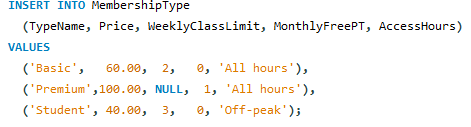 INSERT INTO MembershipType
(TypeName, Price, WeeklyClassLimit, MonthlyFreePT, AccessHours)
VALUES
('Basic', 60.00, 2, 0, 'All hours'),
('Premium',100.00, NULL, 1, 'All hours'),
('Student', 40.00, 3, 0, 'Off-peak');